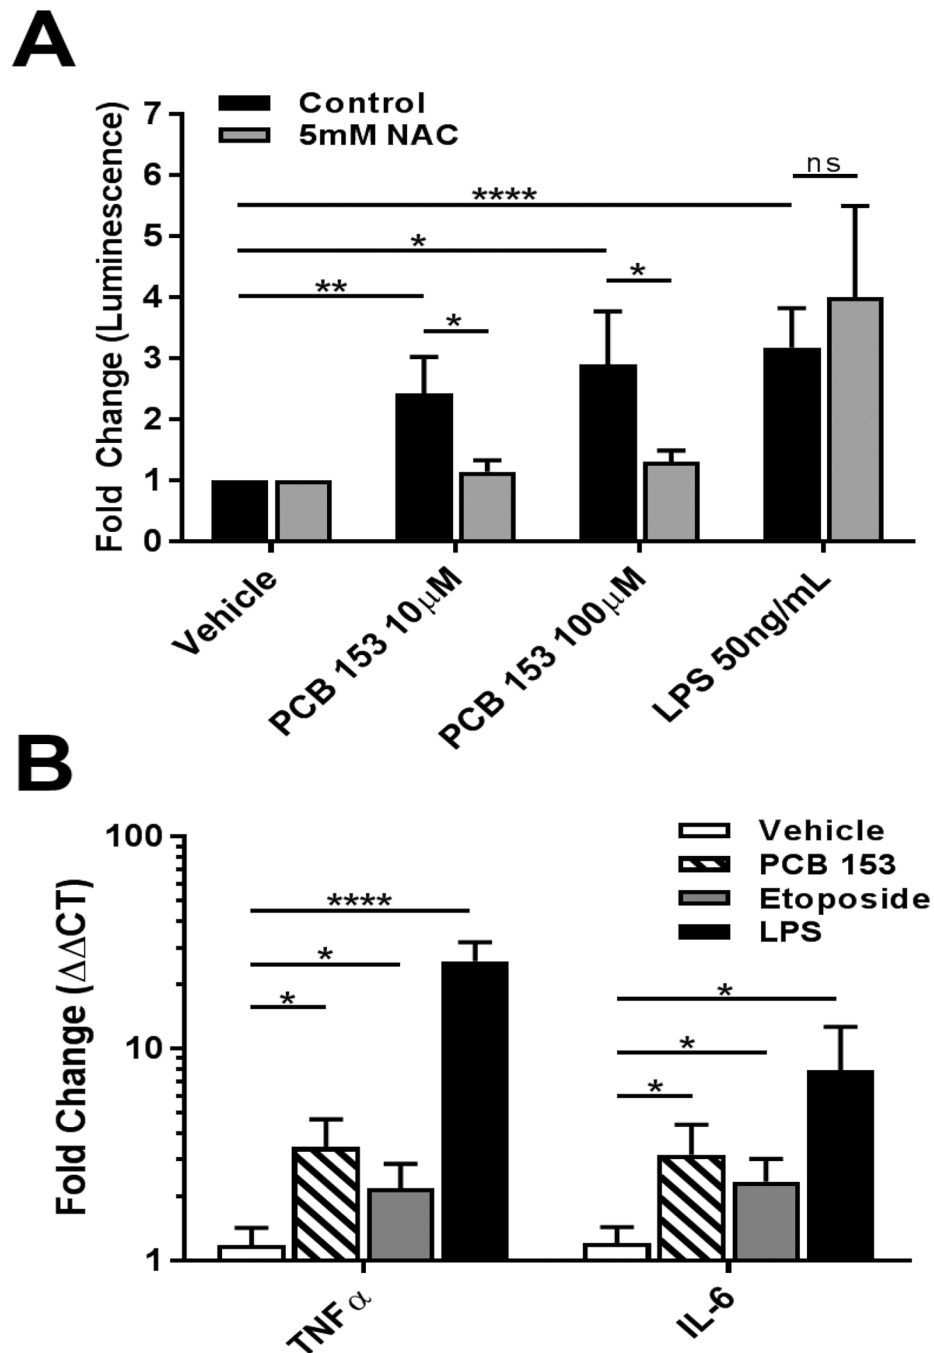 A
Control
5mM NAC
Fold Change (Luminescence)
7
6
5
4
3
2
1
0
ns
****
*
*
**
*
Vehicle
PCB 153 10μM
PCB 153 100μM
LPS 50ng/mL
B
Vehicle
PCB 153
Etoposide
LPS
Fold Change (ΔΔCT)
100
10
1
****
*
*
*
*
*
TNF α
IL-6